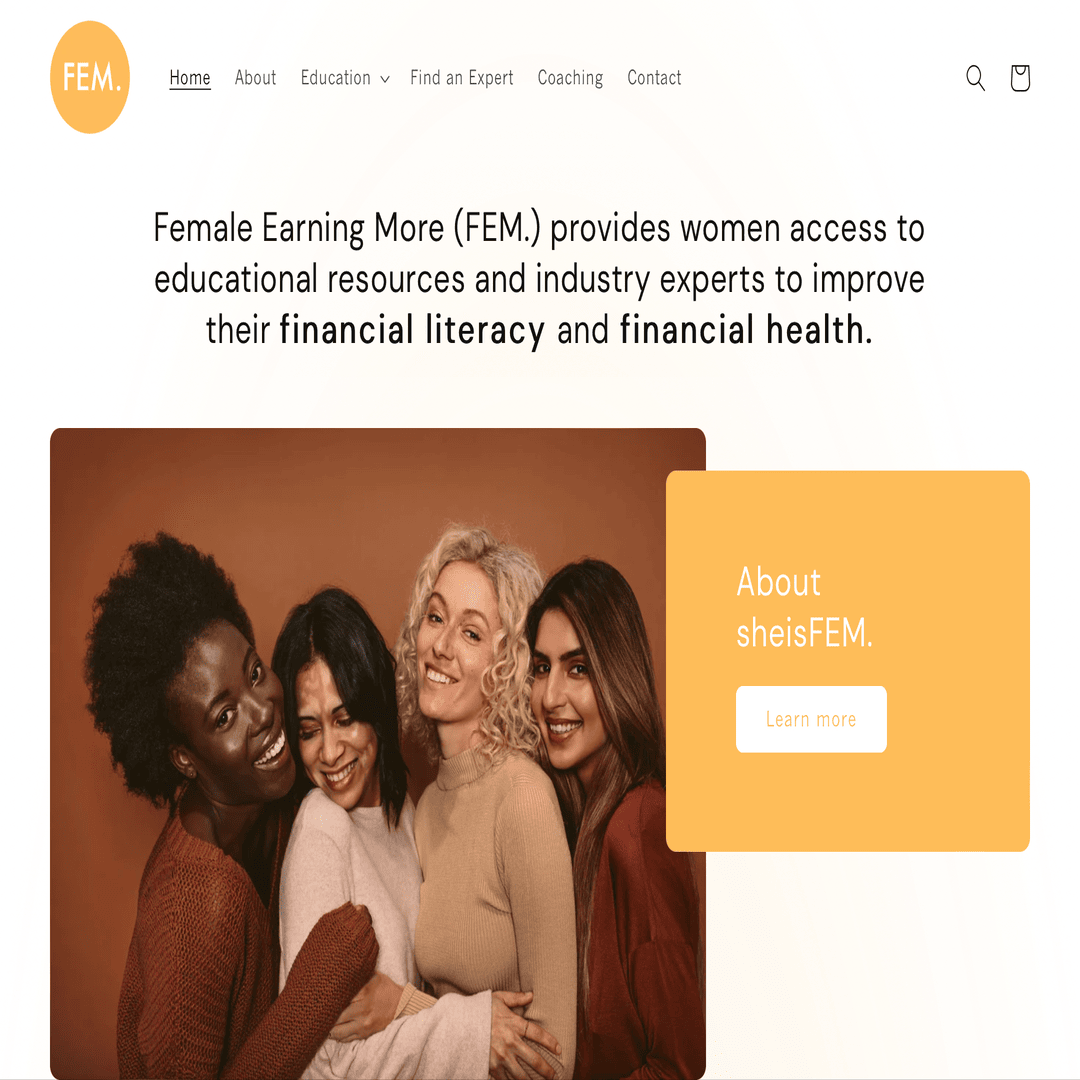 FEM.
Home About Education Find an Expert Coaching Contact
Female Earning More (FEM.) provides women access to
educational resources and industry experts to improve
their financial literacy and financial health.
About
sheisFEM.
Learn more